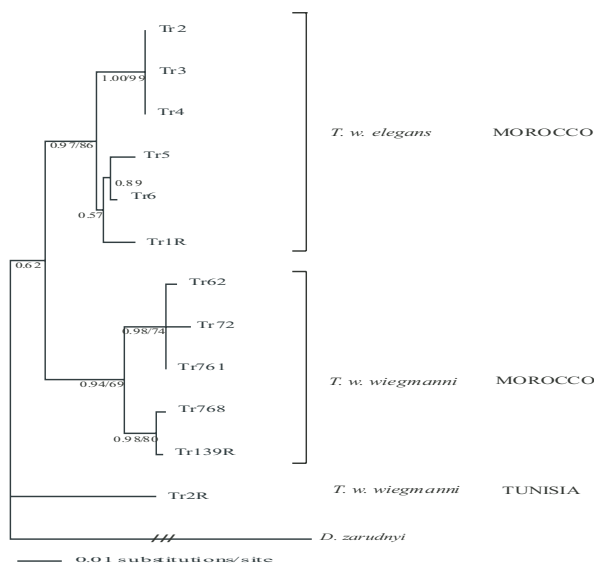 Tr2
Tr3
1.00/99
Tr4
T. w. elegans MOROCCO
0.97/86
Tr5
0.89
Tr6
0.57
Tr1R
0.62
Tr62
Tr72
0.98/74
Tr761
T. w. wiegmanni MOROCCO
0.94/69
Tr768
0.98/80
Tr139R
Tr2R T. w. wiegmanni TUNISIA
D. zarudnyi
0.01 substitutions/site